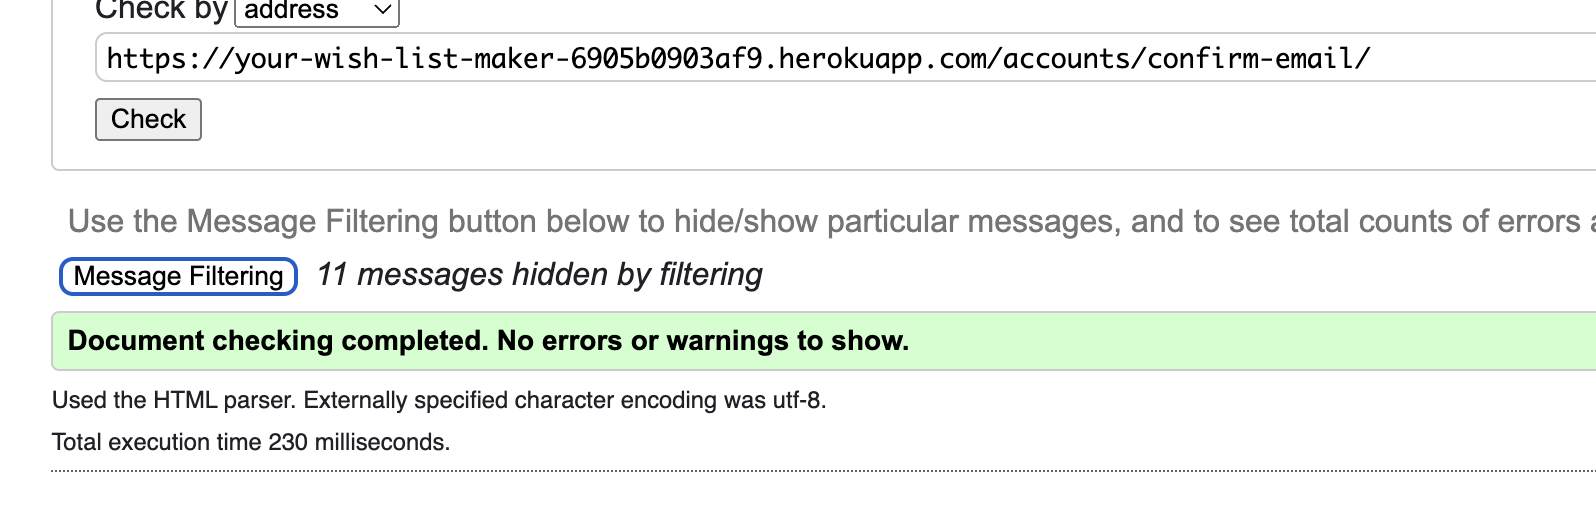 Check by address
https://your-wish-list-maker-6905b0903af9.herokuapp.com/accounts/confirm-email/
Check
Use the Message Filtering button below to hide/show particular messages, and to see total counts of errors
Message Filtering 11 messages hidden by filtering
Document checking completed. No errors or warnings to show.
Used the HTML parser. Externally specified character encoding was utf-8.
Total execution time 230 milliseconds.